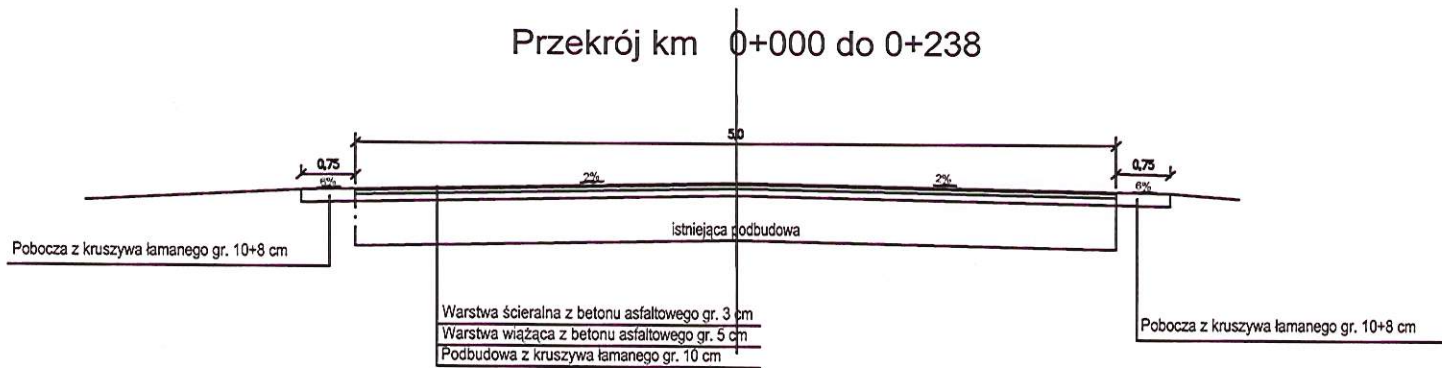 Przekrój km 0+000 do 0+238
5.0
0,75
0,75
6%
2%
2%
6%
istniejąca podbudowa
Pobocza z kruszywa łamanego gr. 10+8 cm
Warstwa ścieralna z betonu asfaltowego gr. 3 cm
Warstwa wiążąca z betonu asfaltowego gr. 5 cm
Podbudowa z kruszywa łamanego gr. 10 cm
Pobocza z kruszywa łamanego gr. 10+8 cm